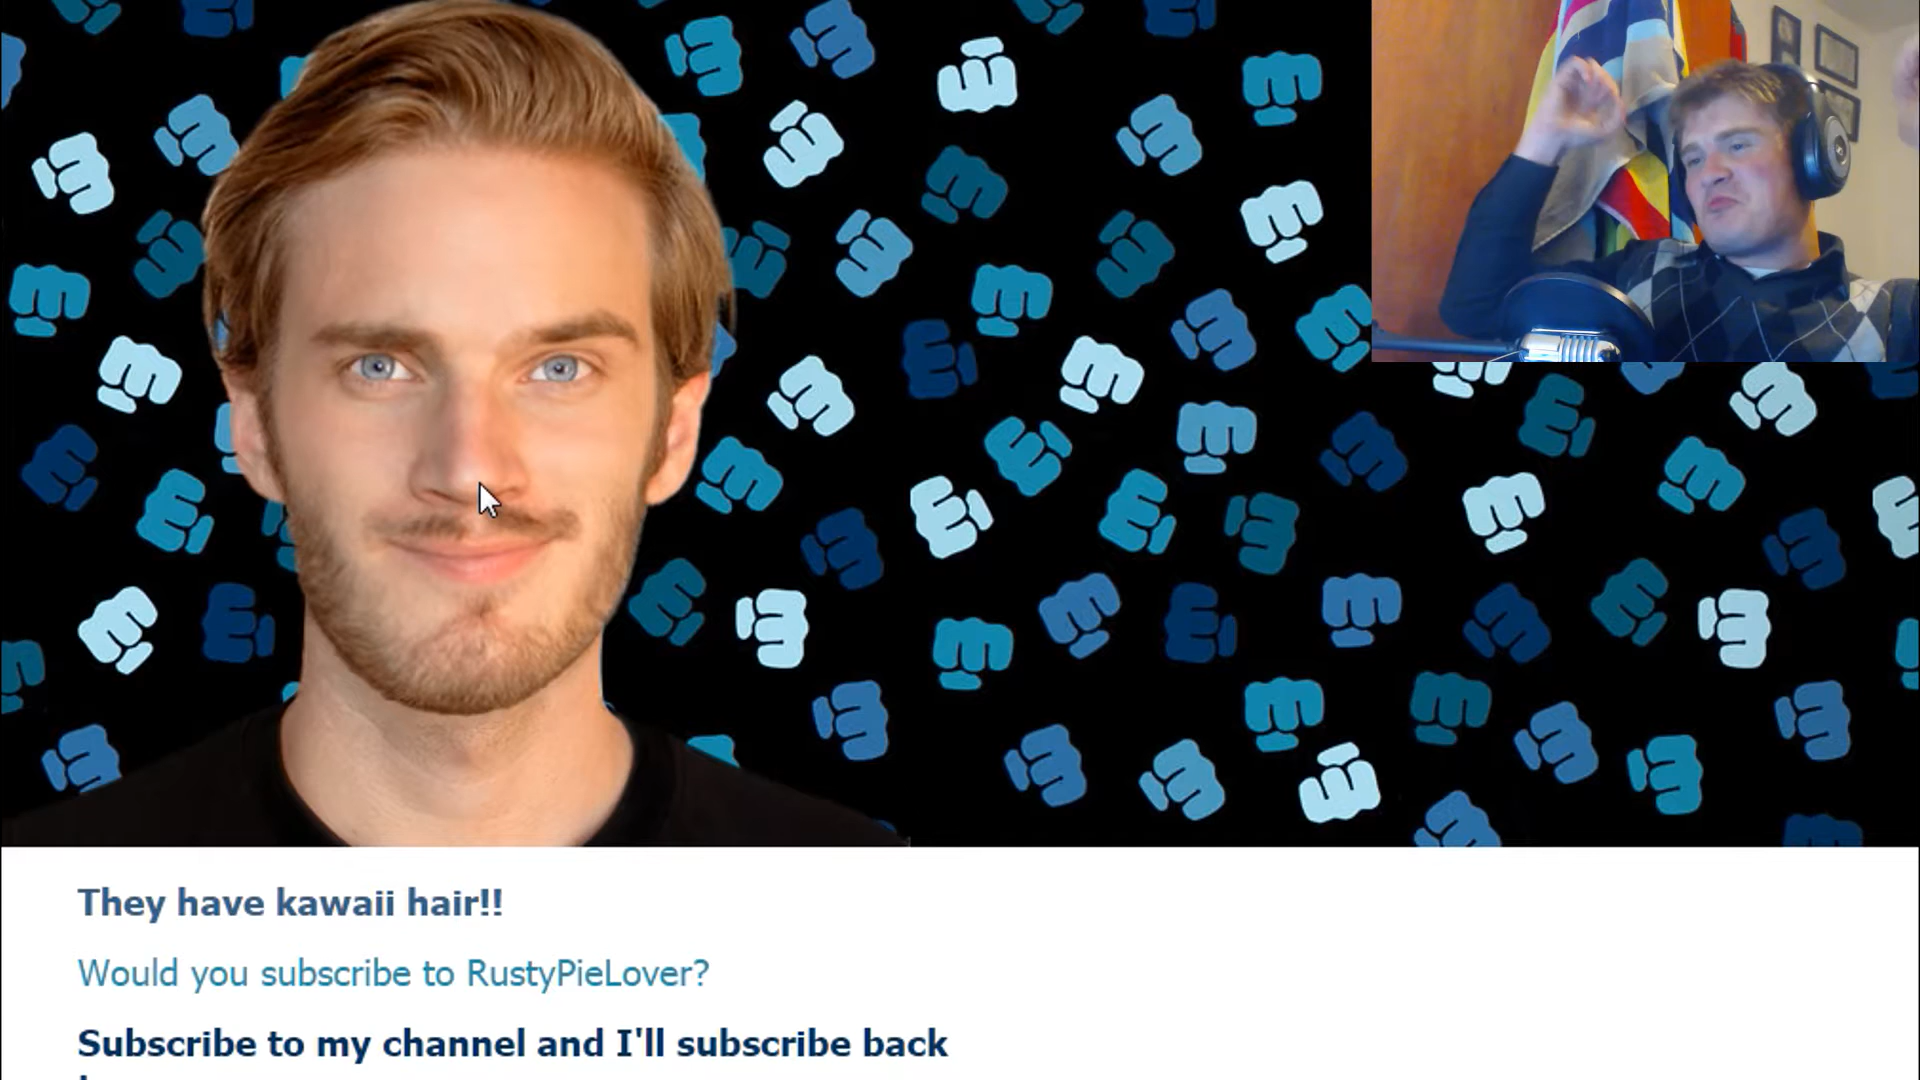 They have kawaii hair!!
Would you subscribe to RustyPieLover?
Subscribe to my channel and I'll subscribe back